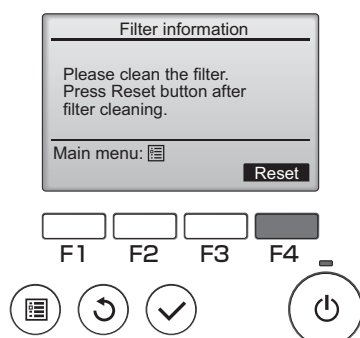 Filter information
Please clean the filter.
Press Reset button after
filter cleaning.
Main menu:
Reset
F1 F2 F3 F4